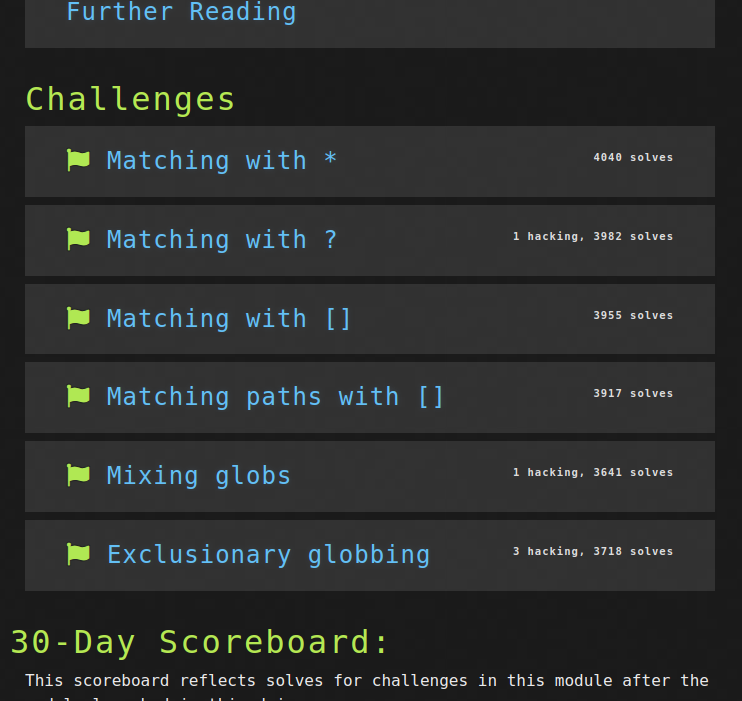 Further Reading
Challenges
Matching with *
4040 solves
Matching with ?
1 hacking, 3982 solves
Matching with []
3955 solves
Matching paths with []
3917 solves
Mixing globs
1 hacking, 3641 solves
Exclusionary globbing
3 hacking, 3718 solves
30-Day Scoreboard:
This scoreboard reflects solves for challenges in this module after the